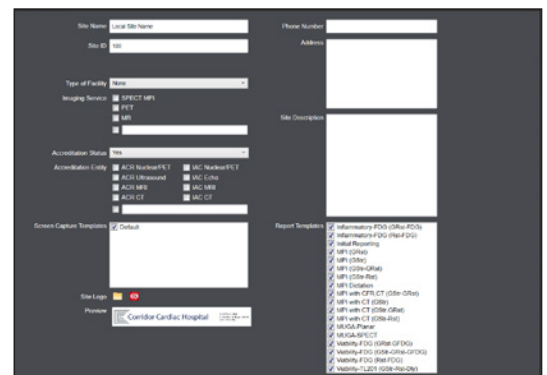 Site Name Local Site Name
Site ID 100
Type of Facility None
Imaging Service SPECT MPI
PET
MR
Accreditation Status Yes
Accreditation Entity ACR Nuclear/PET IAC Nuclear/PET
ACR Ultrasound IAC Echo
ACR MRI IAC MRI
ACR CT IAC CT
Screen Capture Templates Default
Site Logo
Preview Corridor Cardiac Hospital
Phone Number
Address
Site Description
Report Templates Inflammatory-FDG (GRst-FDG)
Inflammatory-FDG (Rst-FDG)
Initial Reporting
MPI (GRst)
MPI (GStr)
MPI (GStr-GRst)
MPI (GStr-Rst)
MPI Dictation
MPI with CFR,CT (GStr-GRst)
MPI with CT (GStr)
MPI with CT (GStr-GRst)
MPI with CT (GStr-Rst)
MUGA-Planar
MUGA-SPECT
Viability-FDG (GRst-GFDG)
Viability-FDG (GStr-GRst-GFDG)
Viability-FDG (Rst-FDG)
Viability-TL201 (GStr-Rst-Dly)